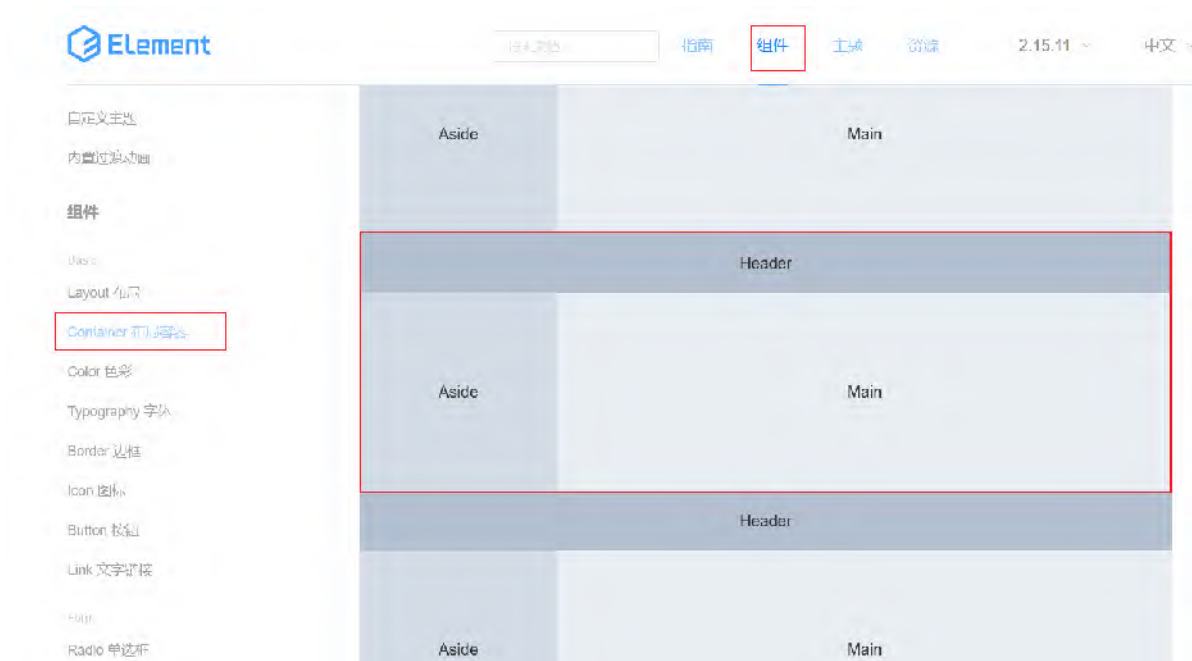 Element
指南 组件 主题 资源 2.15.11 中文
自定义主题
内置过渡动画
组件
Layout 布局
Container 布局容器
Color 色彩
Typography 字体
Border 边框
Icon 图标
Button 按钮
Link 文字链接
Radio 单选框
Aside Main
Header
Aside Main
Header
Aside Main